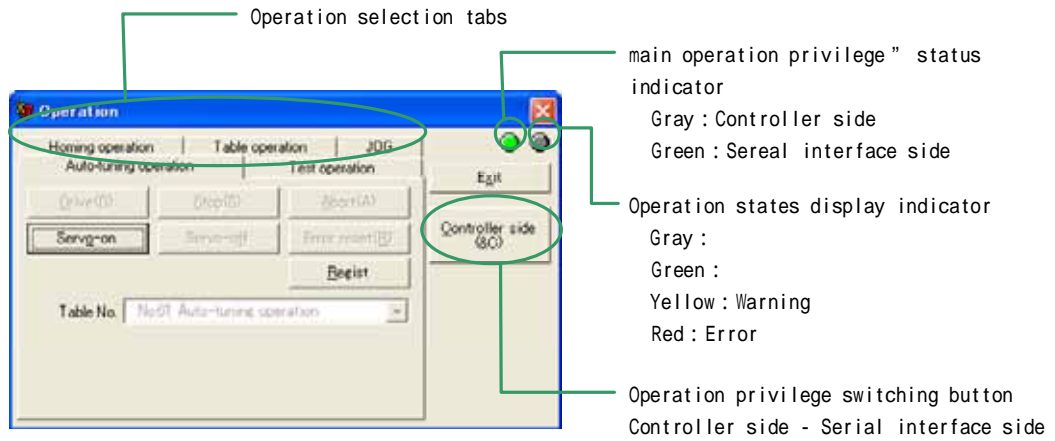 Operation selection tabs
main operation privilege” status
indicator
Gray : Controller side
Green : Sereal interface side
Operation
Homing operation
Table operation
JOG
Auto-tuning operation
Test operation
Exit
Drive(D)
Stop(S)
Abort(A)
Controller side
(&C)
Servo-on
Servo-off
Error reset(R)
Regist
Table No.
No61 Auto-tuning operation
Operation states display indicator
Gray :
Green :
Yellow : Warning
Red : Error
Operation privilege switching button
Controller side - Serial interface side